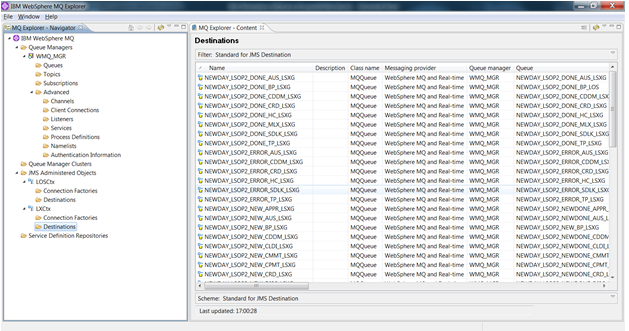 IBM WebSphere MQ Explorer
File Window Help
MQ Explorer - Navigator
IBM WebSphere MQ
Queue Managers
WMQ_MGR
Queues
Topics
Subscriptions
Advanced
Channels
Client Connections
Listeners
Services
Process Definitions
Namelists
Authentication Information
Queue Manager Clusters
JMS Administered Objects
LOSCtx
Connection Factories
Destinations
LXCtx
Connection Factories
Destinations
Service Definition Repositories
MQ Explorer - Content
Destinations
Filter: Standard for JMS Destination
Name Description Class name Messaging provider Queue manager Queue
NEWDAY_LSOP2_DONE_AUS_LSXG MQQueue WebSphere MQ and Real-time WMQ_MGR NEWDAY_LSOP2_DONE_AUS_LSXG
NEWDAY_LSOP2_DONE_BP_LSXG MQQueue WebSphere MQ and Real-time WMQ_MGR NEWDAY_LSOP2_DONE_BP_LOS
NEWDAY_LSOP2_DONE_CDDM_LSXG MQQueue WebSphere MQ and Real-time WMQ_MGR NEWDAY_LSOP2_DONE_CDDM_LSX
NEWDAY_LSOP2_DONE_CRD_LSXG MQQueue WebSphere MQ and Real-time WMQ_MGR NEWDAY_LSOP2_DONE_CRD_LSXG
NEWDAY_LSOP2_DONE_HC_LSXG MQQueue WebSphere MQ and Real-time WMQ_MGR NEWDAY_LSOP2_DONE_HC_LSXG
NEWDAY_LSOP2_DONE_MLX_LSXG MQQueue WebSphere MQ and Real-time WMQ_MGR NEWDAY_LSOP2_DONE_MLX_LSXG
NEWDAY_LSOP2_DONE_SDLK_LSXG MQQueue WebSphere MQ and Real-time WMQ_MGR NEWDAY_LSOP2_DONE_SDLK_LSX
NEWDAY_LSOP2_DONE_TP_LSXG MQQueue WebSphere MQ and Real-time WMQ_MGR NEWDAY_LSOP2_DONE_TP_LSXG
NEWDAY_LSOP2_ERROR_AUS_LSXG MQQueue WebSphere MQ and Real-time WMQ_MGR NEWDAY_LSOP2_ERROR_AUS_LSX
NEWDAY_LSOP2_ERROR_CDDM_LSXG MQQueue WebSphere MQ and Real-time WMQ_MGR NEWDAY_LSOP2_ERROR_CDDM_LS
NEWDAY_LSOP2_ERROR_CRD_LSXG MQQueue WebSphere MQ and Real-time WMQ_MGR NEWDAY_LSOP2_ERROR_CRD_LSX
NEWDAY_LSOP2_ERROR_HC_LSXG MQQueue WebSphere MQ and Real-time WMQ_MGR NEWDAY_LSOP2_ERROR_HC_LSXG
NEWDAY_LSOP2_ERROR_SDLK_LSXG MQQueue WebSphere MQ and Real-time WMQ_MGR NEWDAY_LSOP2_ERROR_SDLK_LSX
NEWDAY_LSOP2_ERROR_TP_LSXG MQQueue WebSphere MQ and Real-time WMQ_MGR NEWDAY_LSOP2_ERROR_TP_LSXG
NEWDAY_LSOP2_NEW_APPR_LSXG MQQueue WebSphere MQ and Real-time WMQ_MGR NEWDAY_LSOP2_NEWDONE_APPR_
NEWDAY_LSOP2_NEW_AUS_LSXG MQQueue WebSphere MQ and Real-time WMQ_MGR NEWDAY_LSOP2_NEWDONE_AUS_L
NEWDAY_LSOP2_NEW_BP_LSXG MQQueue WebSphere MQ and Real-time WMQ_MGR NEWDAY_LSOP2_NEW_BP_LSXG
NEWDAY_LSOP2_NEW_CDDM_LSXG MQQueue WebSphere MQ and Real-time WMQ_MGR NEWDAY_LSOP2_NEWDONE_CDDM_
NEWDAY_LSOP2_NEW_CLDI_LSXG MQQueue WebSphere MQ and Real-time WMQ_MGR NEWDAY_LSOP2_NEWDONE_CLDI_L
NEWDAY_LSOP2_NEW_CMMT_LSXG MQQueue WebSphere MQ and Real-time WMQ_MGR NEWDAY_LSOP2_NEWDONE_CMMT_
NEWDAY_LSOP2_NEW_CPMT_LSXG MQQueue WebSphere MQ and Real-time WMQ_MGR NEWDAY_LSOP2_NEWDONE_CPMT_
NEWDAY_LSOP2_NEW_CRD_LSXG MQQueue WebSphere MQ and Real-time WMQ_MGR NEWDAY_LSOP2_NEWDONE_CRD_L
Scheme: Standard for JMS Destination
Last updated: 17:00:28